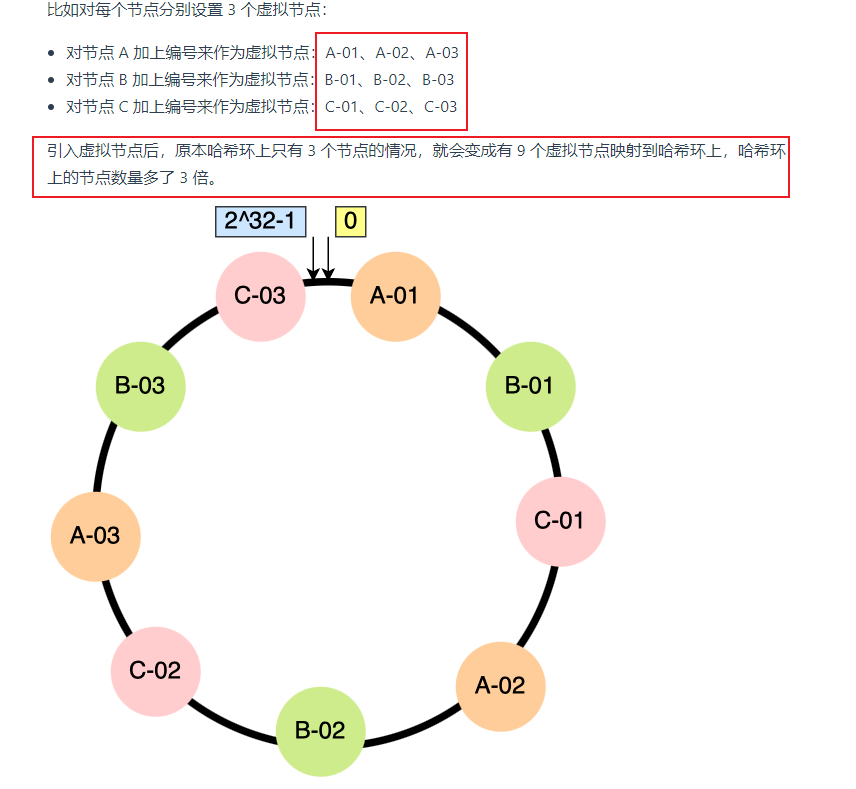 比如对每个节点分别设置 3 个虚拟节点：
对节点 A 加上编号来作为虚拟节点：A-01、A-02、A-03
对节点 B 加上编号来作为虚拟节点：B-01、B-02、B-03
对节点 C 加上编号来作为虚拟节点：C-01、C-02、C-03
引入虚拟节点后，原本哈希环上只有 3 个节点的情况，就会变成有 9 个虚拟节点映射到哈希环上，哈希环
上的节点数量多了 3 倍。
2^32-1
0
C-03
A-01
B-03
B-01
C-01
A-03
C-02
A-02
B-02